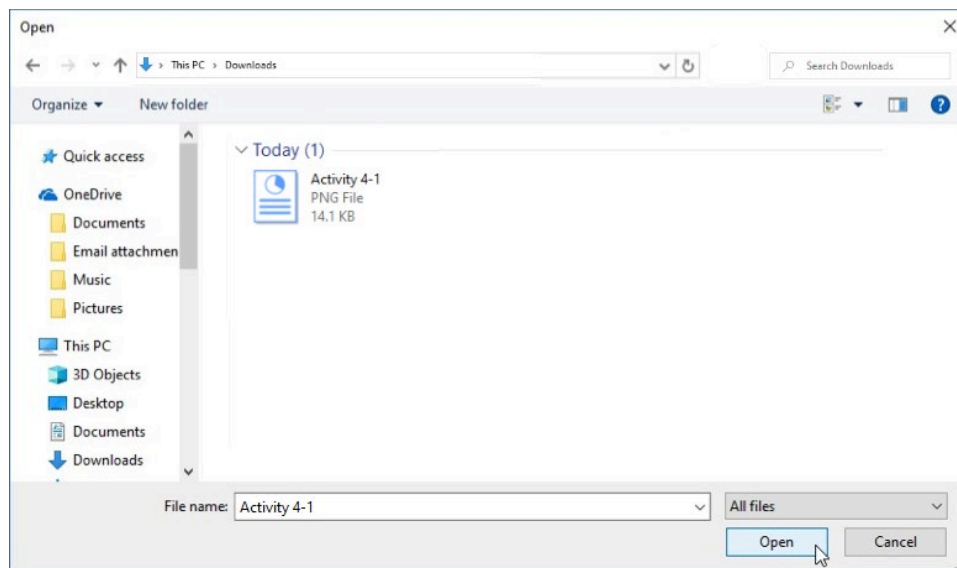 Open
This PC › Downloads
Search Downloads
Organize
New folder
Quick access
OneDrive
Documents
Email attachmen
Music
Pictures
This PC
3D Objects
Desktop
Documents
Downloads
Today (1)
Activity 4-1
PNG File
14.1 KB
File name: Activity 4-1
All files
Open
Cancel